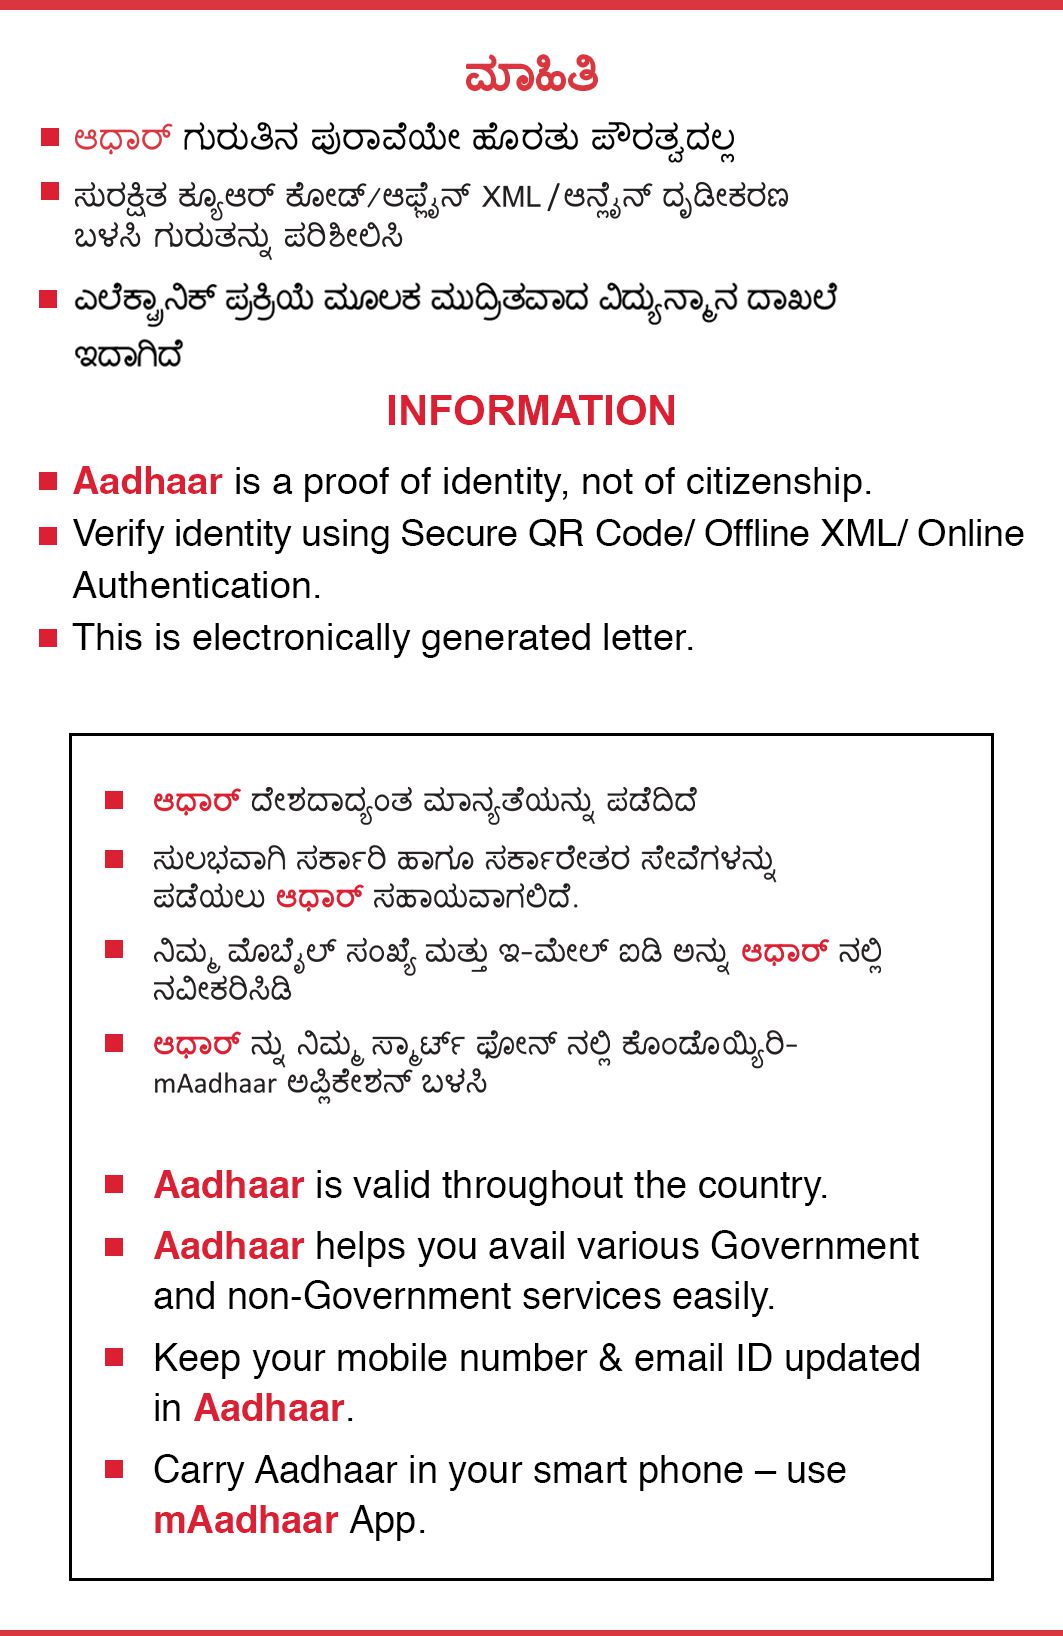 ಮಾಹಿತಿ
ಆಧಾರ್ ಗುರುತಿನ ಪುರಾವೆಯೇ ಹೊರತು ಪೌರತ್ವದಲ್ಲ
ಸುರಕ್ಷಿತ ಕ್ಯೂಆರ್ ಕೋಡ್/ಆಫ್ಲೈನ್ XML /ಆನ್ಲೈನ್ ದೃಡೀಕರಣ
ಬಳಸಿ ಗುರುತನ್ನು ಪರಿಶೀಲಿಸಿ
ಎಲೆಕ್ಟ್ರಾನಿಕ್ ಪ್ರಕ್ರಿಯೆ ಮೂಲಕ ಮುದ್ರಿತವಾದ ವಿದ್ಯುನ್ಮಾನ ದಾಖಲೆ
ಇದಾಗಿದೆ
INFORMATION
Aadhaar is a proof of identity, not of citizenship.
Verify identity using Secure QR Code/ Offline XML/ Online
Authentication.
This is electronically generated letter.
ಆಧಾರ್ ದೇಶದಾದ್ಯಂತ ಮಾನ್ಯತೆಯನ್ನು ಪಡೆದಿದೆ
ಸುಲಭವಾಗಿ ಸರ್ಕಾರಿ ಹಾಗೂ ಸರ್ಕಾರೇತರ ಸೇವೆಗಳನ್ನು
ಪಡೆಯಲು ಆಧಾರ್ ಸಹಾಯವಾಗಲಿದೆ.
ನಿಮ್ಮ ಮೊಬೈಲ್ ಸಂಖ್ಯೆ ಮತ್ತು ಇ-ಮೇಲ್ ಐಡಿ ಅನ್ನು ಆಧಾರ್ ನಲ್ಲಿ
ನವೀಕರಿಸಿಡಿ
ಆಧಾರ್ ನ್ನು ನಿಮ್ಮ ಸ್ಮಾರ್ಟ್ ಫೋನ್ ನಲ್ಲಿ ಕೊಂಡೊಯ್ಯಿರಿ-
mAadhaar ಅಪ್ಲಿಕೇಶನ್ ಬಳಸಿ
Aadhaar is valid throughout the country.
Aadhaar helps you avail various Government
and non-Government services easily.
Keep your mobile number & email ID updated
in Aadhaar.
Carry Aadhaar in your smart phone – use
mAadhaar App.